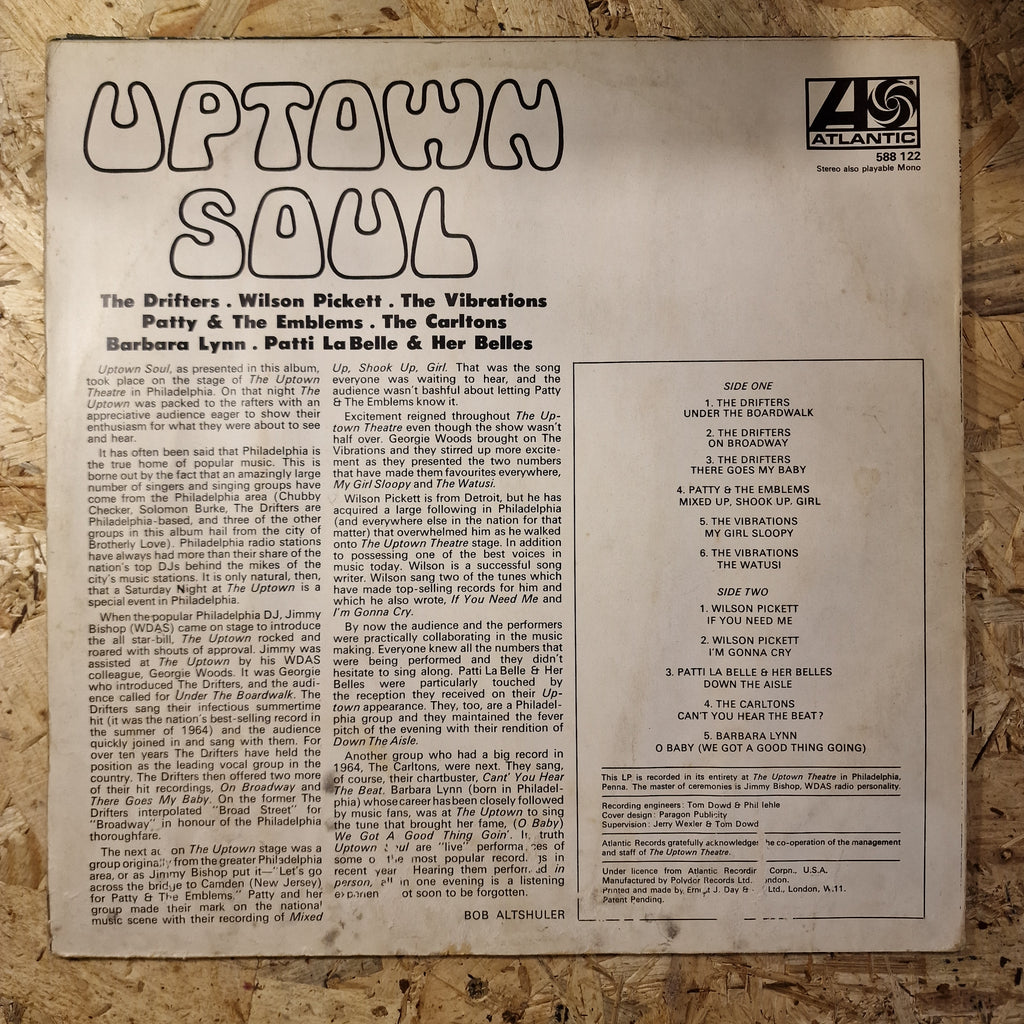 UPTOWN
SOUL
The Drifters . Wilson Pickett . The Vibrations
Patty & The Emblems . The Carltons
Barbara Lynn . Patti La Belle & Her Belles
ATLANTIC
588 122
Stereo also playable Mono
Uptown Soul, as presented in this album,
took place on the stage of The Uptown
Theatre in Philadelphia. On that night The
Uptown was packed to the rafters with an
appreciative audience eager to show their
enthusiasm for what they were about to see
and hear.
It has often been said that Philadelphia is
the true home of popular music. This is
borne out by the fact that an amazingly large
number of singers and singing groups have
come from the Philadelphia area (Chubby
Checker, Solomon Burke, The Drifters are
Philadelphia-based, and three of the other
groups in this album hail from the city of
Brotherly Love). Philadelphia radio stations
have always had more than their share of the
nation's top DJs behind the mikes of the
city's music stations. It is only natural, then,
that a Saturday Night at The Uptown is a
special event in Philadelphia.
When the popular Philadelphia DJ, Jimmy
Bishop (WDAS) came on stage to introduce
the all star-bill, The Uptown rocked and
roared with shouts of approval. Jimmy was
assisted at The Uptown by his WDAS
colleague, Georgie Woods. It was Georgie
who introduced The Drifters, and the audi-
ence called for Under The Boardwalk. The
Drifters sang their infectious summertime
hit (it was the nation's best-selling record in
the summer of 1964) and the audience
quickly joined in and sang with them. For
over ten years The Drifters have held the
position as the leading vocal group in the
country. The Drifters then offered two more
of their hit recordings, On Broadway and
There Goes My Baby. On the former The
Drifters interpolated "Broad Street" for
"Broadway" in honour of the Philadelphia
thoroughfare.
The next on The Uptown stage was a
group originally from the greater Philadelphia
area, or as Jimmy Bishop put it—"Let's go
across the bridge to Camden (New Jersey)
for Patty & The Emblems." Patty and her
group made their mark on the national
music scene with their recording of Mixed
Up, Shook Up, Girl. That was the song
everyone was waiting to hear, and the
audience wasn't bashful about letting Patty
& The Emblems know it.
Excitement reigned throughout The Up-
town Theatre even though the show wasn't
half over. Georgie Woods brought on The
Vibrations and they stirred up more excite-
ment as they presented the two numbers
that have made them favourites everywhere,
My Girl Sloopy and The Watusi.
Wilson Pickett is from Detroit, but he has
acquired a large following in Philadelphia
(and everywhere else in the nation for that
matter) that overwhelmed him as he walked
onto The Uptown Theatre stage. In addition
to possessing one of the best voices in
music today. Wilson is a successful song
writer. Wilson sang two of the tunes which
have made top-selling records for him and
which he also wrote, If You Need Me and
I'm Gonna Cry.
By now the audience and the performers
were practically collaborating in the music
making. Everyone knew all the numbers that
were being performed and they didn't
hesitate to sing along. Patti La Belle & Her
Belles were particularly touched by
the reception they received on their Up-
town appearance. They, too, are a Philadel-
phia group and they maintained the fever
pitch of the evening with their rendition of
Down The Aisle.
Another group who had a big record in
1964, The Carltons, were next. They sang,
of course, their chartbuster, Cant' You Hear
The Beat. Barbara Lynn (born in Philadel-
phia) whose career has been closely followed
by music fans, was at The Uptown to sing
the tune that brought her fame, (O Baby)
We Got A Good Thing Goin'. In truth
Uptown Soul are "live" performances of
some of the most popular recordings in
recent year Hearing them performed in
person, all in one evening is a listening
experience not soon to be forgotten.
BOB ALTSHULER
SIDE ONE
1. THE DRIFTERS
UNDER THE BOARDWALK
2. THE DRIFTERS
ON BROADWAY
3. THE DRIFTERS
THERE GOES MY BABY
4. PATTY & THE EMBLEMS
MIXED UP, SHOOK UP, GIRL
5. THE VIBRATIONS
MY GIRL SLOOPY
6. THE VIBRATIONS
THE WATUSI
SIDE TWO
1. WILSON PICKETT
IF YOU NEED ME
2. WILSON PICKETT
I'M GONNA CRY
3. PATTI LA BELLE & HER BELLES
DOWN THE AISLE
4. THE CARLTONS
CAN'T YOU HEAR THE BEAT?
5. BARBARA LYNN
O BABY (WE GOT A GOOD THING GOING)
This LP is recorded in its entirety at The Uptown Theatre in Philadelphia,
Penna. The master of ceremonies is Jimmy Bishop, WDAS radio personality.
Recording engineers: Tom Dowd & Phil Iehle
Cover design: Paragon Publicity
Supervision: Jerry Wexler & Tom Dowd
Atlantic Records gratefully acknowledges the co-operation of the management
and staff of The Uptown Theatre.
Under licence from Atlantic Recording Corpn., U.S.A.
Manufactured by Polydor Records Ltd. London.
Printed and made by Ernest J. Day & Ltd., London, W.11.
Patent Pending.